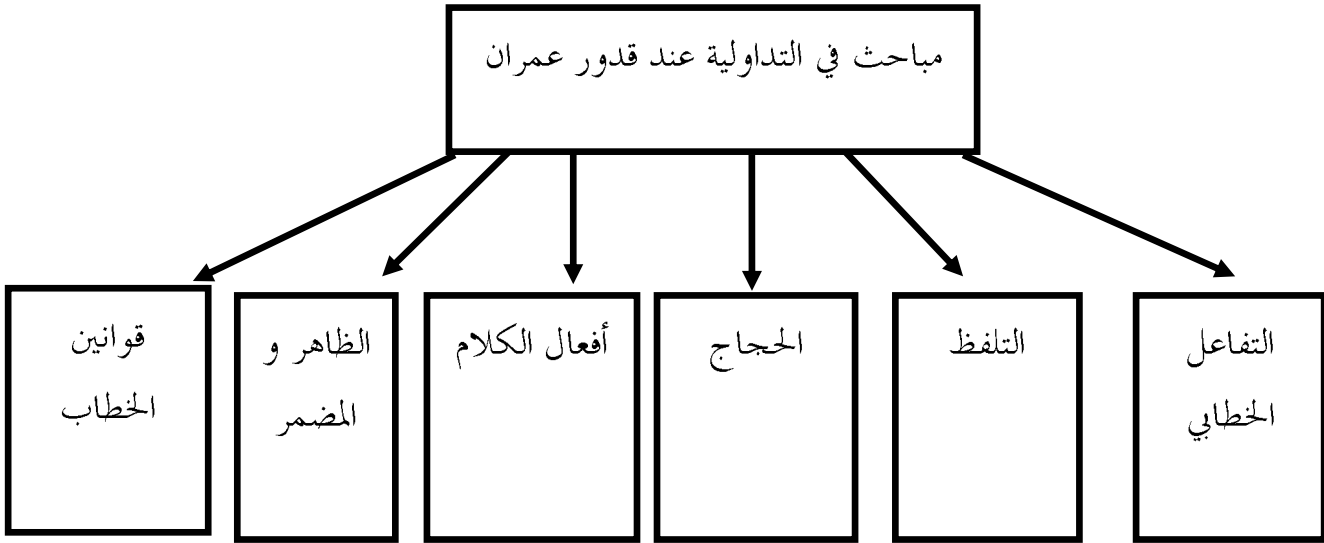 مباحث في التداولية عند قدور عمران
التفاعل
الخطابي
التلفظ
الحجاج
أفعال الكلام
الظاهر و
المضمر
قوانين
الخطاب